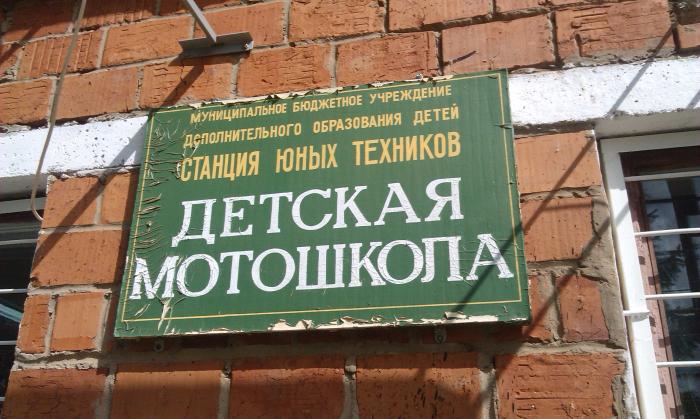 МУНИЦИПАЛЬНОЕ БЮДЖЕТНОЕ УЧРЕЖДЕНИЕ
ДОПОЛНИТЕЛЬНОГО ОБРАЗОВАНИЯ ДЕТЕЙ
СТАНЦИЯ ЮНЫХ ТЕХНИКОВ
ДЕТСКАЯ
МОТОШКОЛА